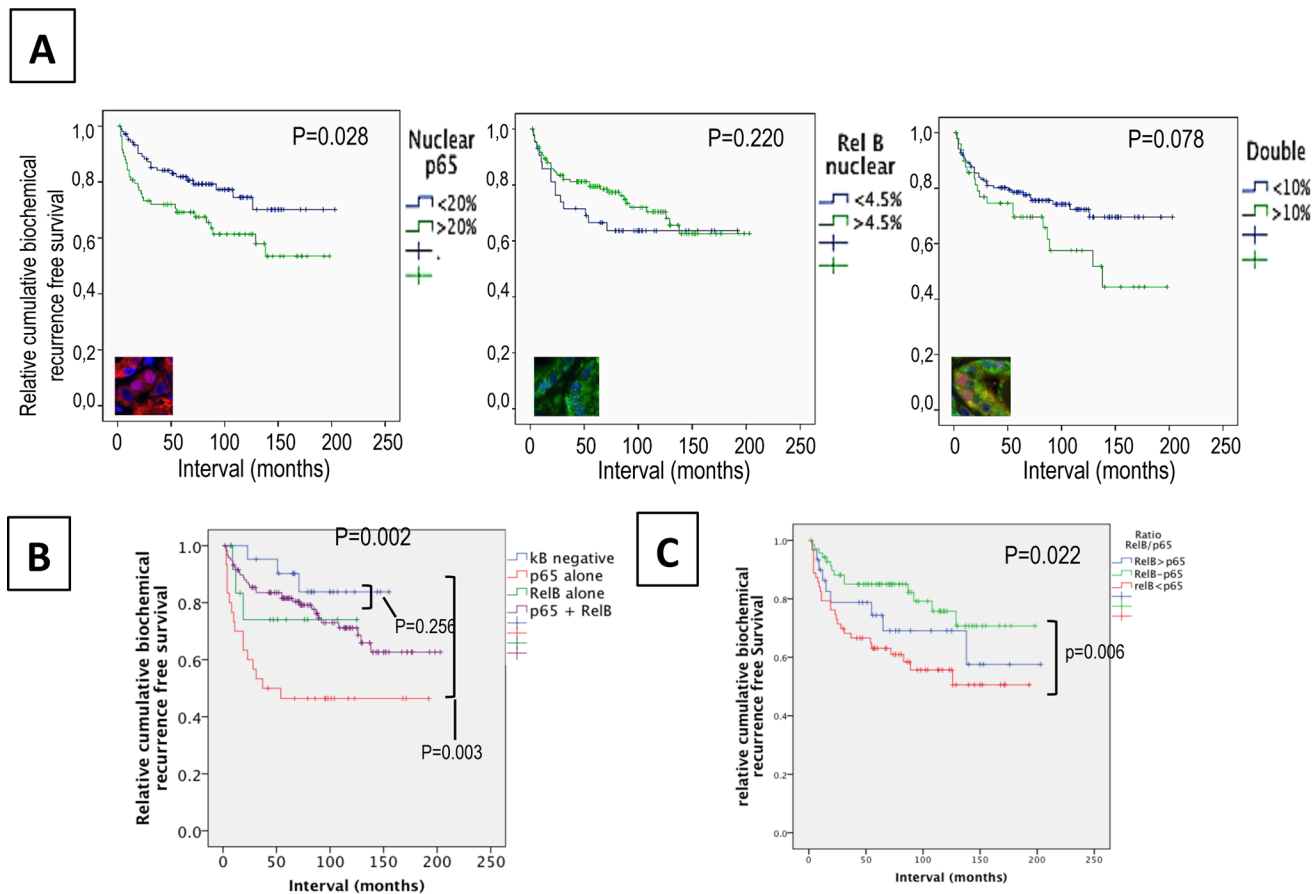 A
Relative cumulative biochemical
recurrence free survival
1,0
0,8
0,6
0,4
0,2
0,0
P=0.028
0 50 100 150 200 250
Interval (months)
Nuclear
p65
<20%
>20%
1,0
0,8
0,6
0,4
0,2
0,0
P=0.220
0 50 100 150 200 250
Interval (months)
Rel B
nuclear
<4.5%
>4.5%
1,0
0,8
0,6
0,4
0,2
0,0
P=0.078
0 50 100 150 200 250
Interval (months)
Double
<10%
>10%
B
Relative cumulative biochemical
recurrence free Survival
1.0
0.8
0.6
0.4
0.2
0.0
P=0.002
P=0.256
P=0.003
0 50 100 150 200 250
Interval (months)
kB negative
p65 alone
RelB alone
p65 + RelB
C
relative cumulative biochemical
recurrence free Survival
1.0
0.8
0.6
0.4
0.2
0.0
P=0.022
p=0.006
0 50 100 150 200 250
Interval (months)
Ratio
RelB/p65
RelB>p65
RelB~p65
relB<p65